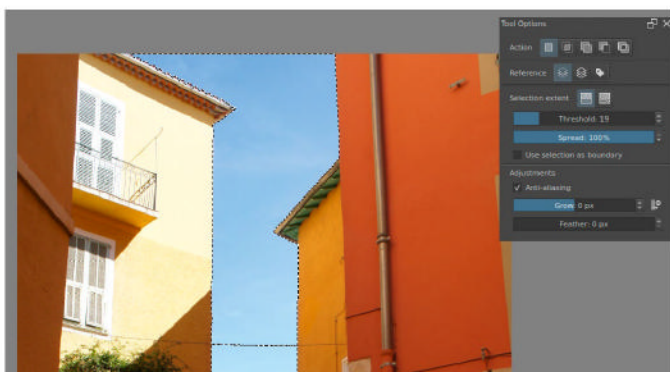 Tool Options
Action
Reference
Selection extent
Threshold: 19
Spread: 100%
Use selection as boundary
Adjustments
Anti-aliasing
Grow: 0 px
Feather: 0 px